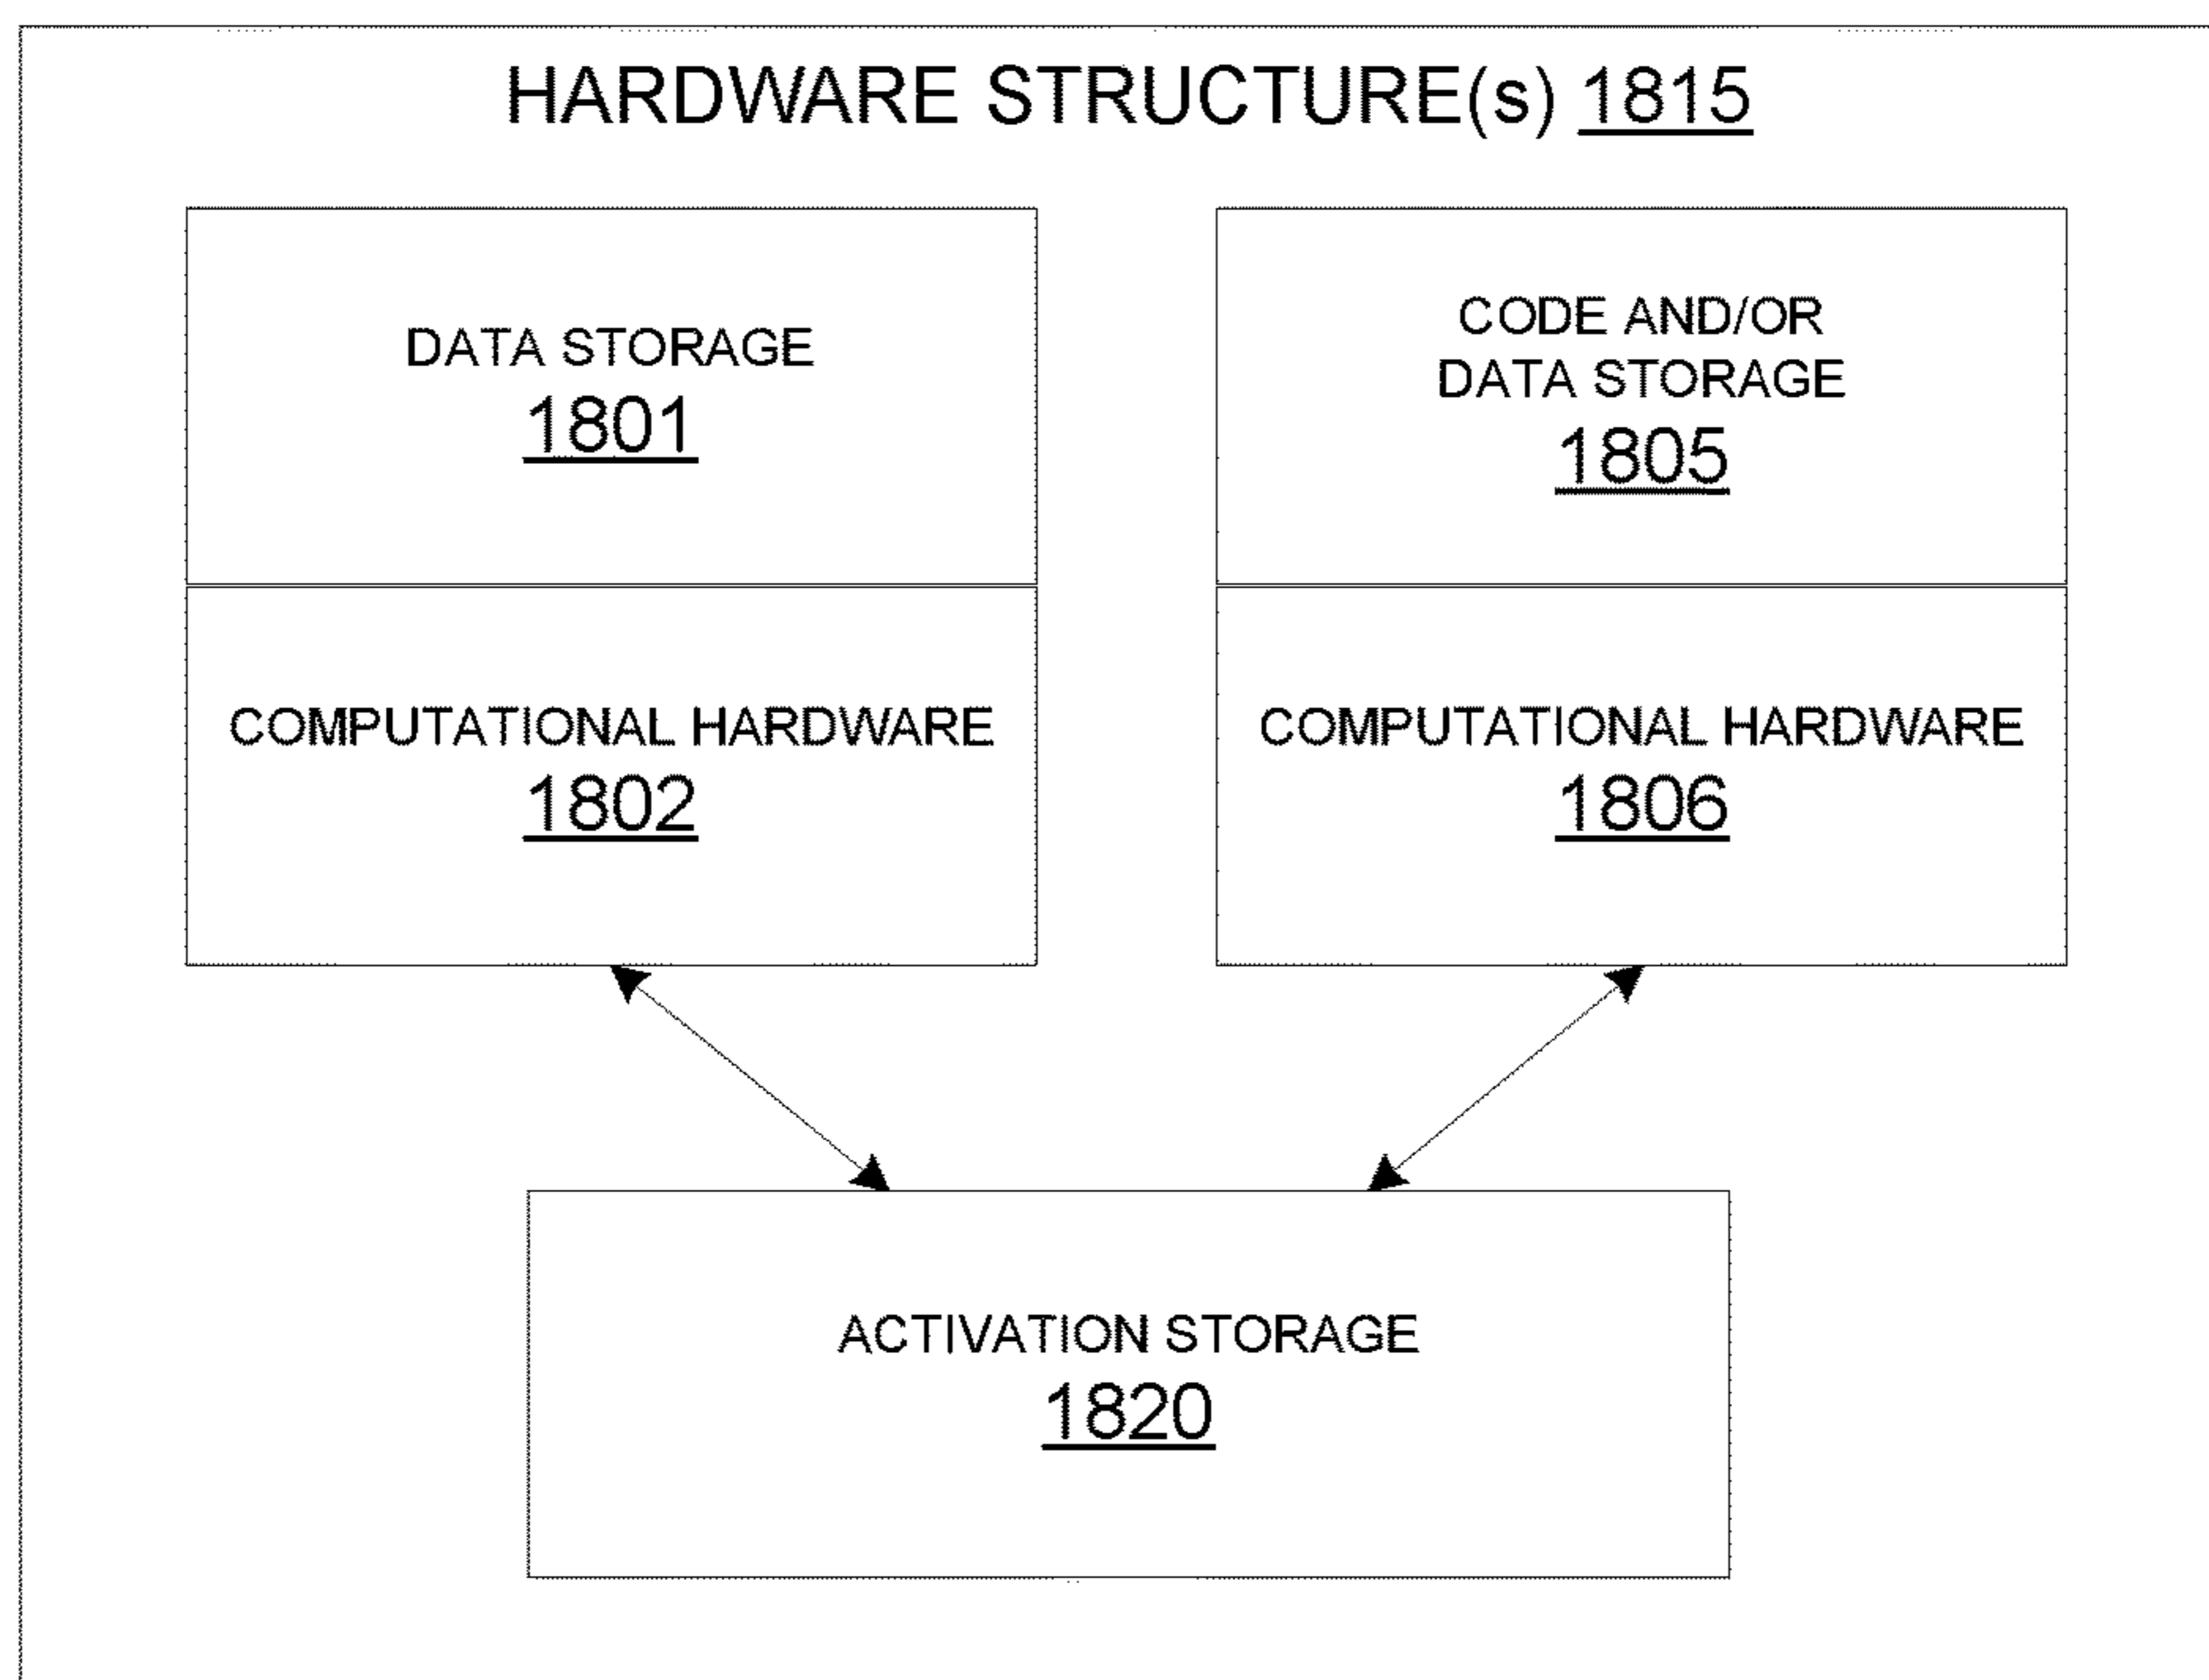 HARDWARE STRUCTURE(s) 1815
DATA STORAGE
1801
CODE AND/OR
DATA STORAGE
1805
COMPUTATIONAL HARDWARE
1802
COMPUTATIONAL HARDWARE
1806
ACTIVATION STORAGE
1820